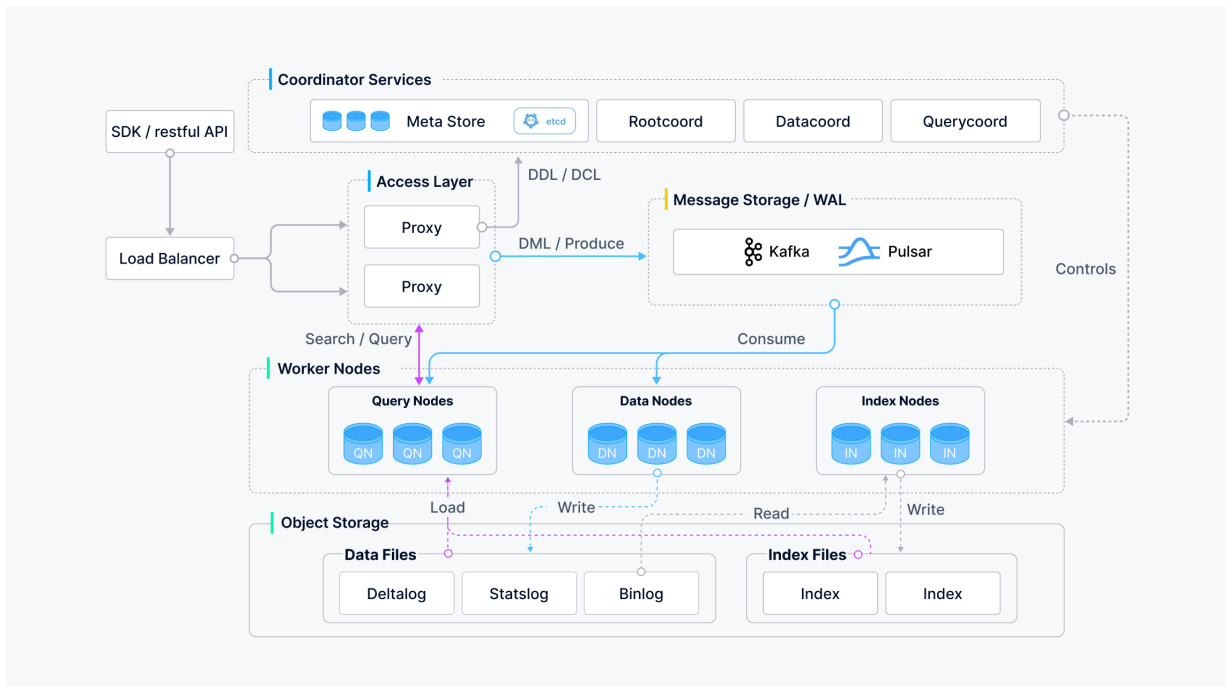 Coordinator Services
SDK / restful API
Meta Store
etcd
Rootcoord
Datacoord
Querycoord
DDL / DCL
Access Layer
Message Storage / WAL
Proxy
DML / Produce
Kafka
Pulsar
Load Balancer
Controls
Proxy
Search / Query
Consume
Worker Nodes
Query Nodes
Data Nodes
Index Nodes
QN
QN
QN
DN
DN
DN
IN
IN
IN
Load
Write
Read
Write
Object Storage
Data Files
Index Files
Deltalog
Statslog
Binlog
Index
Index